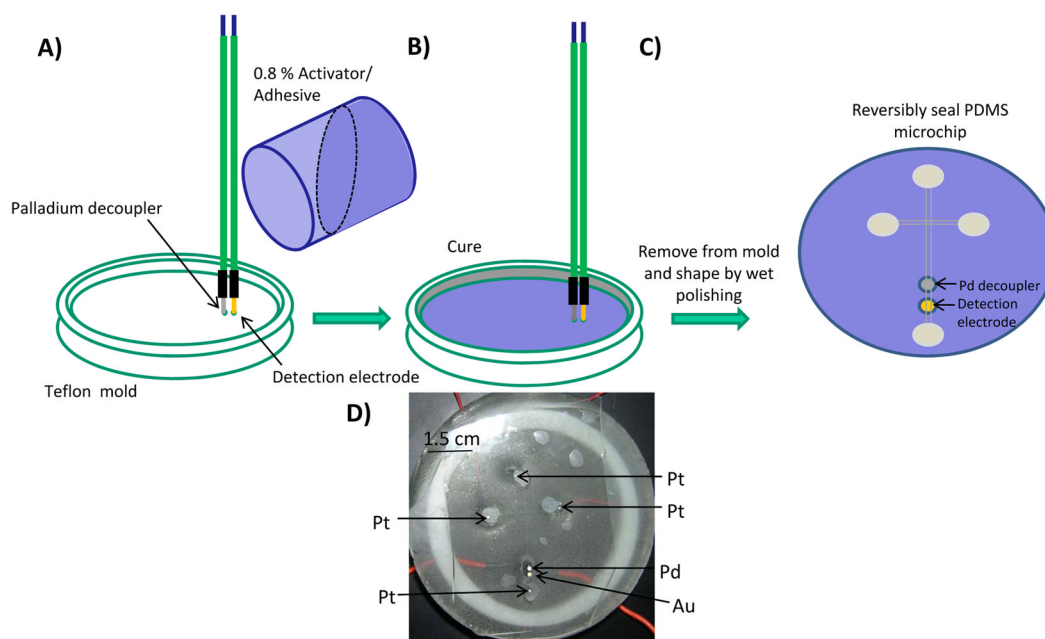 A)
0.8 % Activator/
Adhesive
Palladium decoupler
Teflon mold
Detection electrode
B)
Cure
Remove from mold
and shape by wet
polishing
C)
Reversibly seal PDMS
microchip
Pd decoupler
Detection
electrode
D)
1.5 cm
Pt
Pt
Pt
Pd
Au
Pt